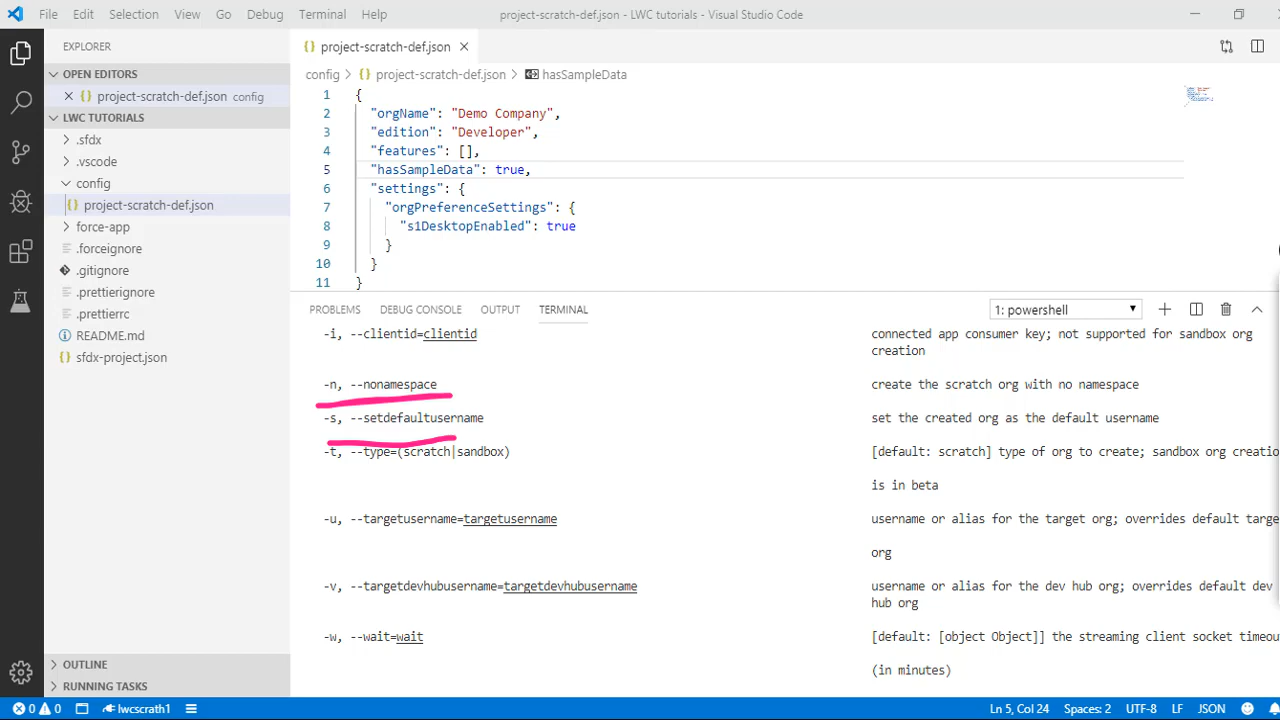 File Edit Selection View Go Debug Terminal Help
project-scratch-def.json - LWC tutorials - Visual Studio Code
EXPLORER
OPEN EDITORS
project-scratch-def.json config
LWC TUTORIALS
.sfdx
.vscode
config
{} project-scratch-def.json
force-app
.forceignore
.gitignore
.prettierignore
.prettierrc
README.md
{} sfdx-project.json
OUTLINE
RUNNING TASKS
{} project-scratch-def.json
config > {} project-scratch-def.json > hasSampleData
1 {
2 "orgName": "Demo Company",
3 "edition": "Developer",
4 "features": [],
5 "hasSampleData": true,
6 "settings": {
7 "orgPreferenceSettings": {
8 "s1DesktopEnabled": true
9 }
10 }
11 }
PROBLEMS DEBUG CONSOLE OUTPUT TERMINAL
1: powershell
-i, --clientid=clientid connected app consumer key; not supported for sandbox org
creation
-n, --nonamespace create the scratch org with no namespace
-s, --setdefaultusername set the created org as the default username
-t, --type=(scratch|sandbox) [default: scratch] type of org to create; sandbox org creatio
is in beta
-u, --targetusername=targetusername username or alias for the target org; overrides default targe
org
-v, --targetdevhubusername=targetdevhubusername username or alias for the dev hub org; overrides default dev
hub org
-w, --wait=wait [default: [object Object]] the streaming client socket timeou
(in minutes)
0 0 lwcscrath1 Ln 5, Col 24 Spaces: 2 UTF-8 LF JSON